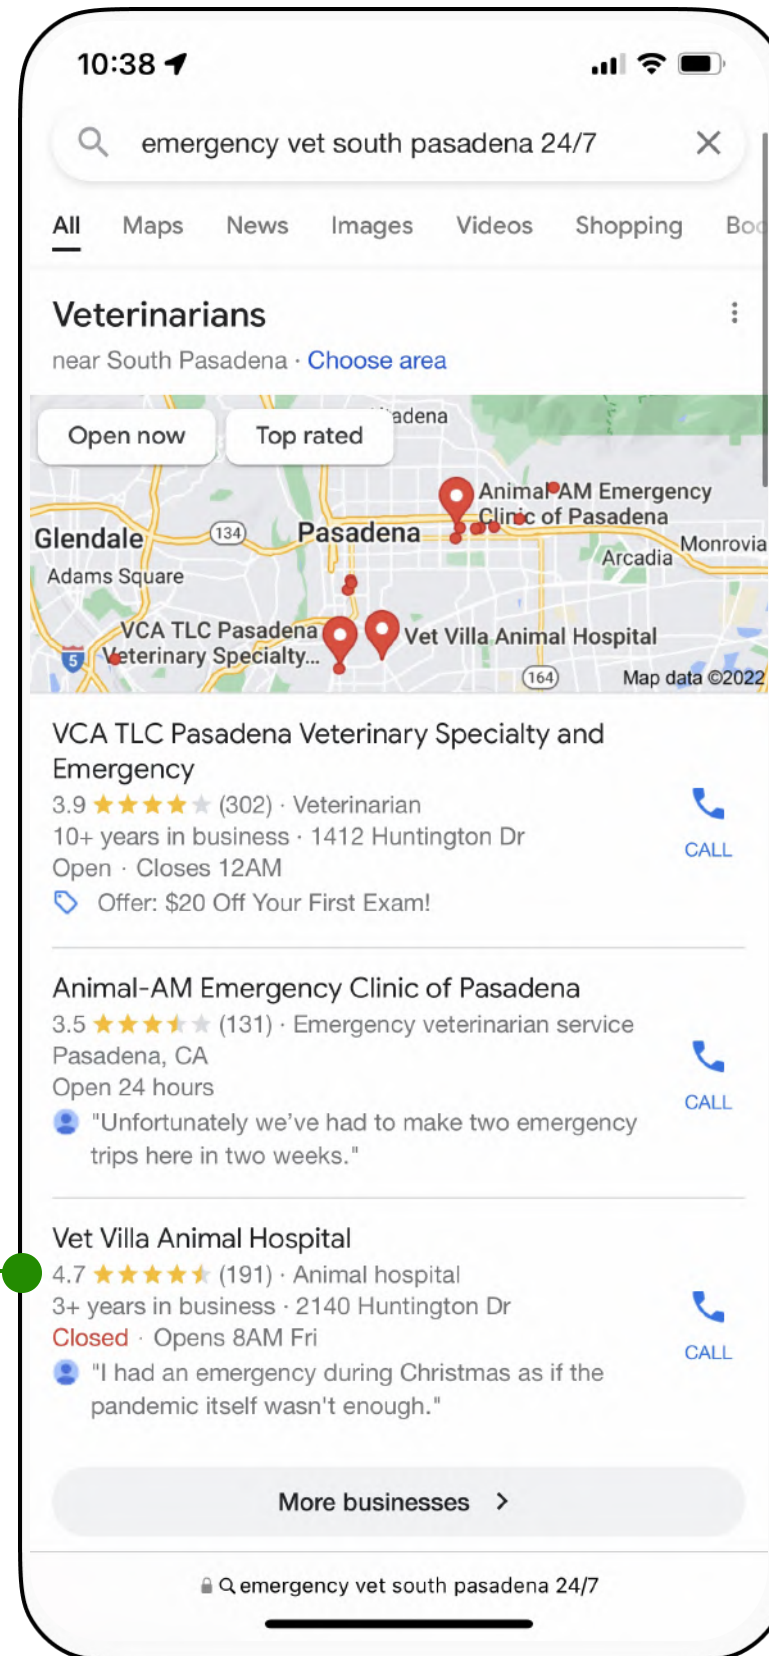 10:38
emergency vet south pasadena 24/7
All Maps News Images Videos Shopping Boo
Veterinarians
near South Pasadena · Choose area
Open now Top rated adena
Animal-AM Emergency
Clinic of Pasadena
Glendale 134 Pasadena
Arcadia Monrovia
Adams Square
VCA TLC Pasadena
Veterinary Specialty...
Vet Villa Animal Hospital
5
164 Map data ©2022
VCA TLC Pasadena Veterinary Specialty and
Emergency
3.9 (302) · Veterinarian
10+ years in business · 1412 Huntington Dr
Open · Closes 12AM
Offer: $20 Off Your First Exam!
CALL
Animal-AM Emergency Clinic of Pasadena
3.5 (131) · Emergency veterinarian service
Pasadena, CA
Open 24 hours
"Unfortunately we've had to make two emergency
trips here in two weeks."
CALL
Vet Villa Animal Hospital
4.7 (191) · Animal hospital
3+ years in business · 2140 Huntington Dr
Closed · Opens 8AM Fri
"I had an emergency during Christmas as if the
pandemic itself wasn't enough."
CALL
More businesses
emergency vet south pasadena 24/7